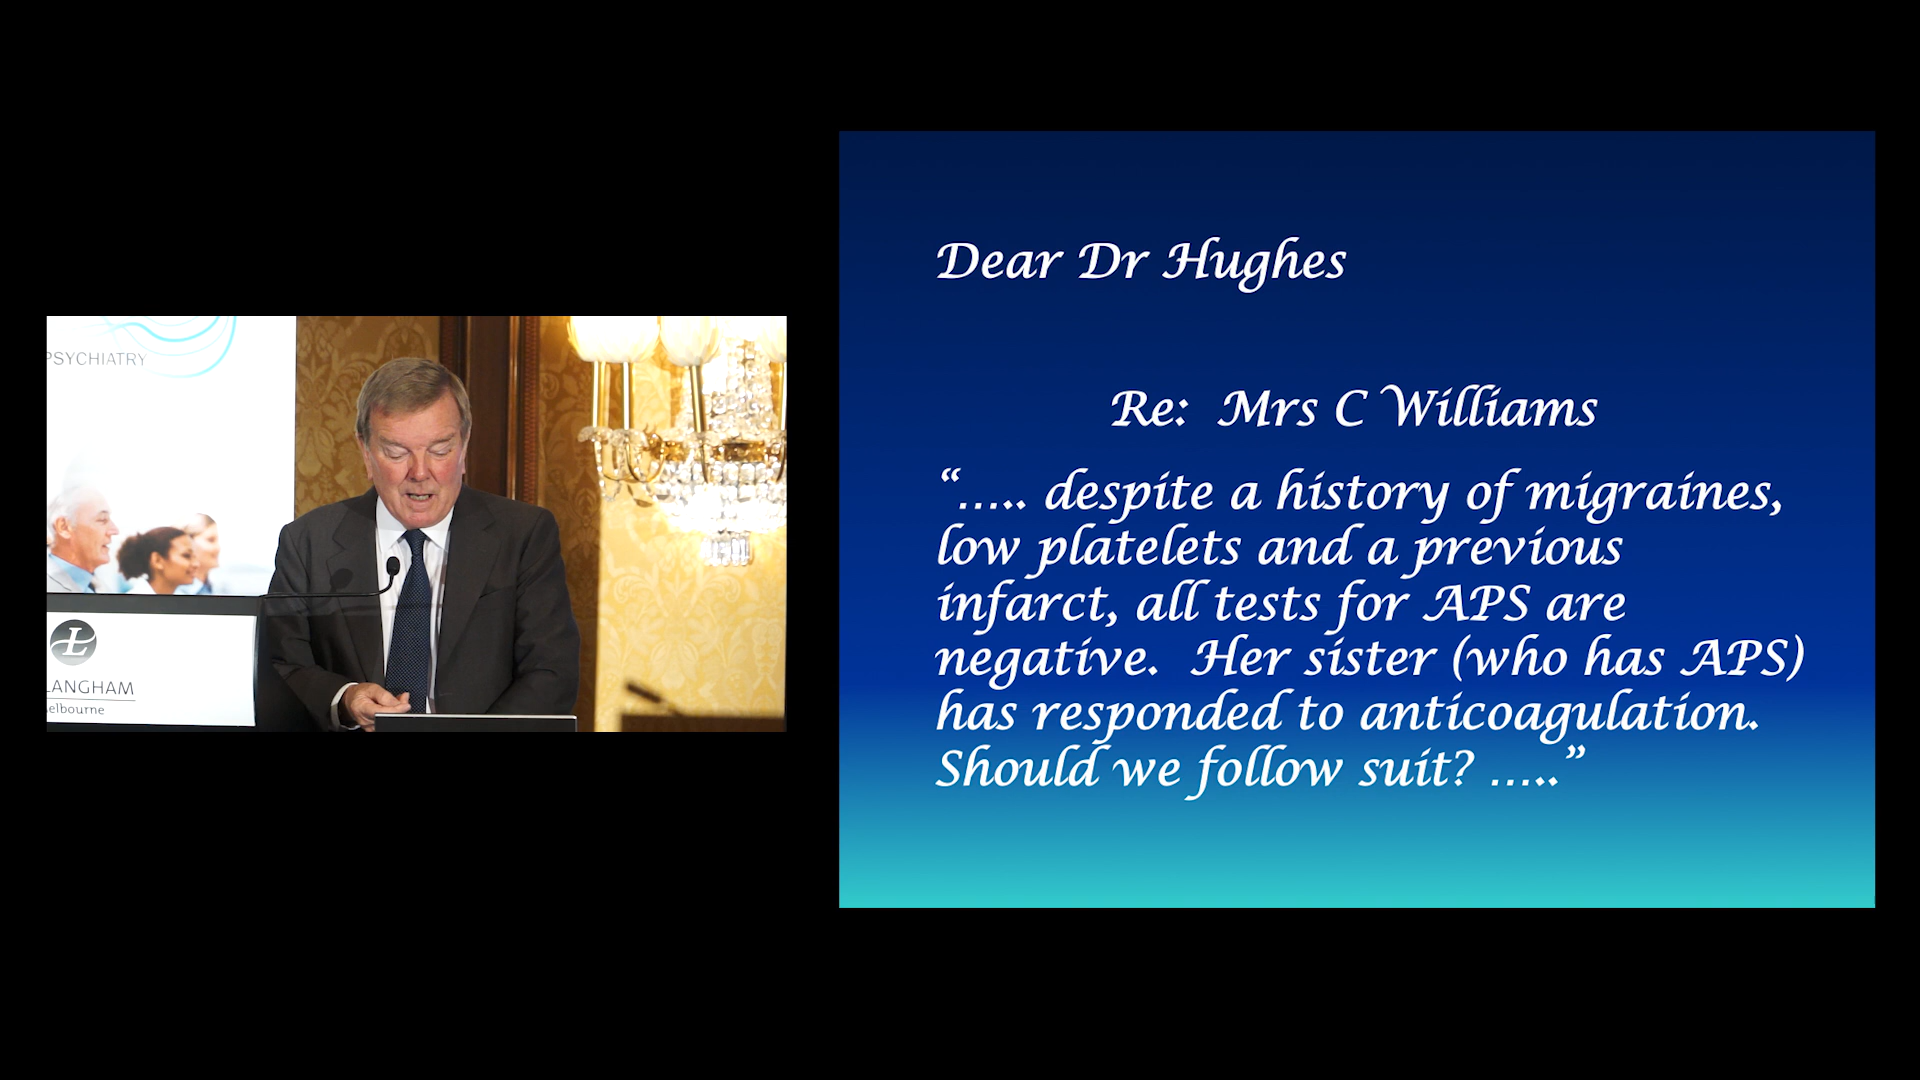 PSYCHIATRY
L
LANGHAM
elbourne
Dear Dr Hughes
Re: Mrs C Williams
“..... despite a history of migraines,
low platelets and a previous
infarct, all tests for APS are
negative. Her sister (who has APS)
has responded to anticoagulation.
Should we follow suit? .....”